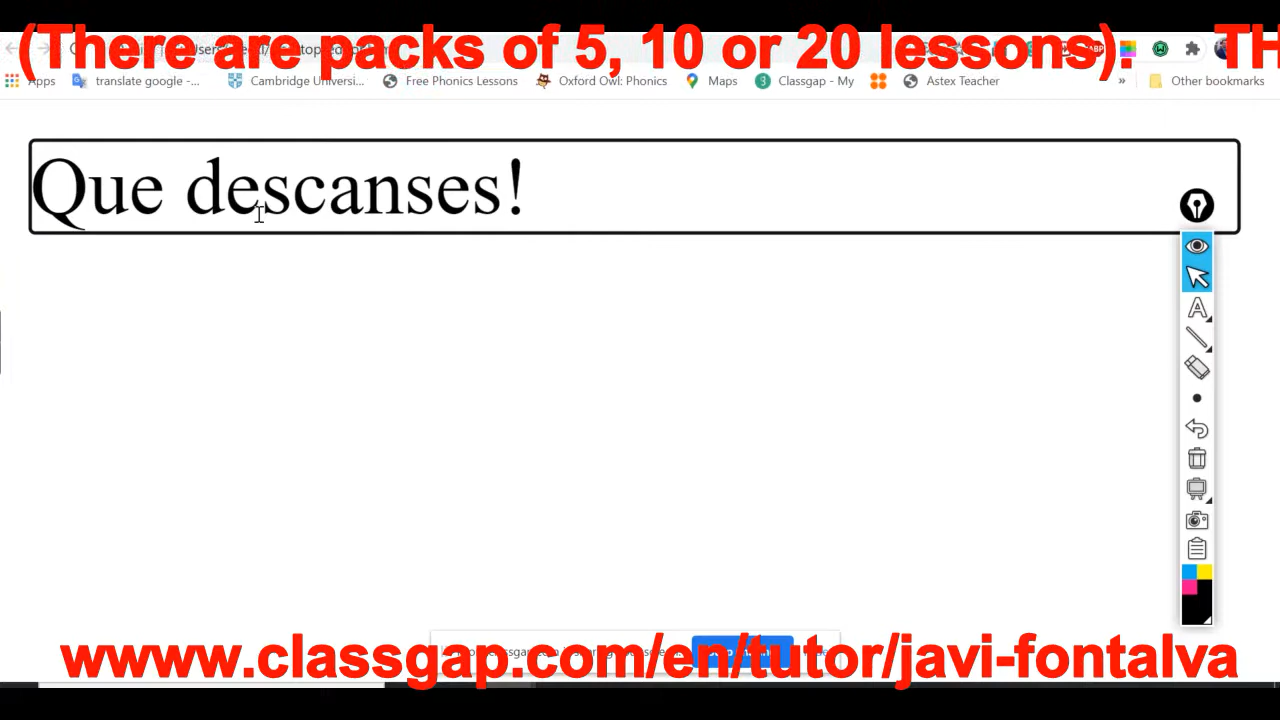 (There are packs of 5, 10 or 20 lessons). TH
Apps translate google -... Cambridge Universi... Free Phonics Lessons Oxford Owl: Phonics Maps Classgap - My Astex Teacher » Other bookmarks
Que descanses!
A
wwww.classgap.com/en/tutor/javi-fontalva